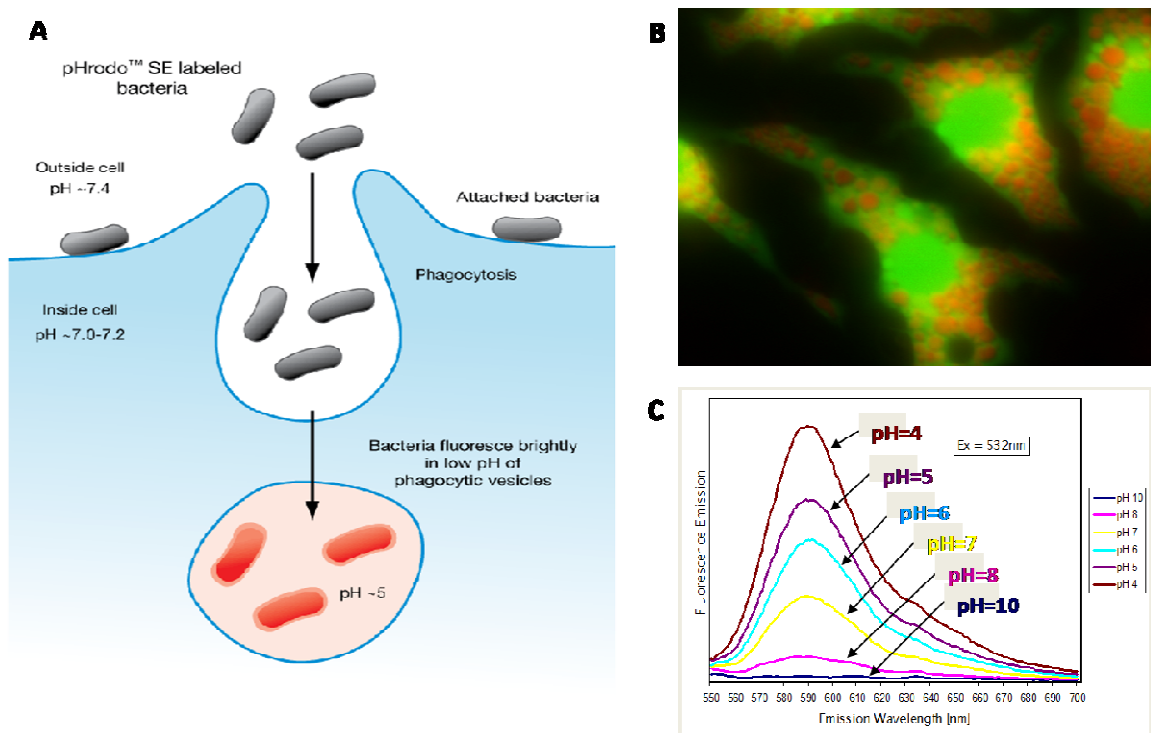 A
pHrodo™ SE labeled
bacteria
Outside cell
pH ~7.4
Attached bacteria
Phagocytosis
Inside cell
pH ~7.0-7.2
Bacteria fluoresce brightly
in low pH of
phagocytic vesicles
pH ~5
B
C
pH=4
Ex = 532nm
pH=5
pH=6
pH=7
pH=8
pH=10
Fluorescence Emission
pH 10
pH 8
pH 7
pH 6
pH 5
pH 4
550 560 570 580 590 600 610 620 630 640 650 660 670 680 690 700
Emission Wavelength [nm]